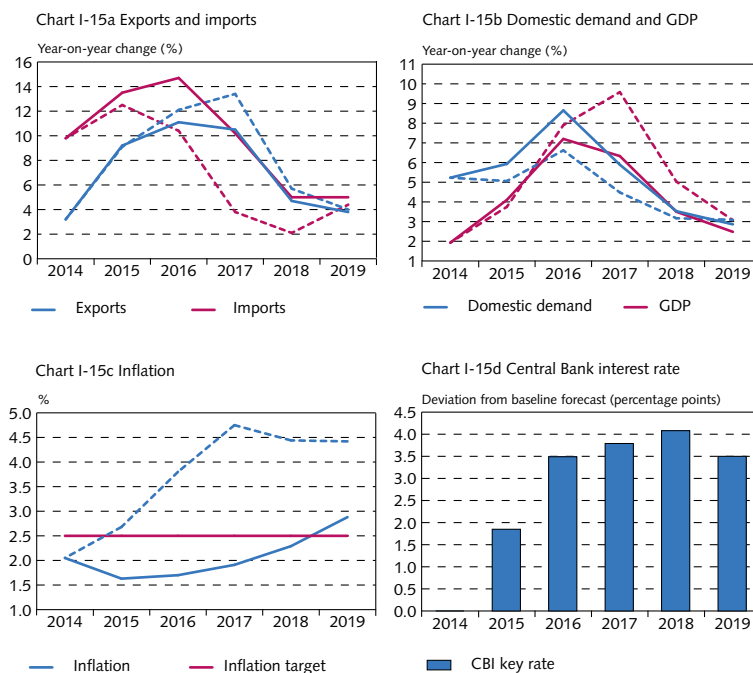 Chart I-15a Exports and imports
Year-on-year change (%)
16
14
12
10
8
6
4
2
0
2014 2015 2016 2017 2018 2019
Exports Imports
Chart I-15b Domestic demand and GDP
Year-on-year change (%)
11
10
9
8
7
6
5
4
3
2
1
2014 2015 2016 2017 2018 2019
Domestic demand GDP
Chart I-15c Inflation
%
5.0
4.5
4.0
3.5
3.0
2.5
2.0
1.5
1.0
2014 2015 2016 2017 2018 2019
Inflation Inflation target
Chart I-15d Central Bank interest rate
Deviation from baseline forecast (percentage points)
4.5
4.0
3.5
3.0
2.5
2.0
1.5
1.0
0.5
0.0
2014 2015 2016 2017 2018 2019
CBI key rate